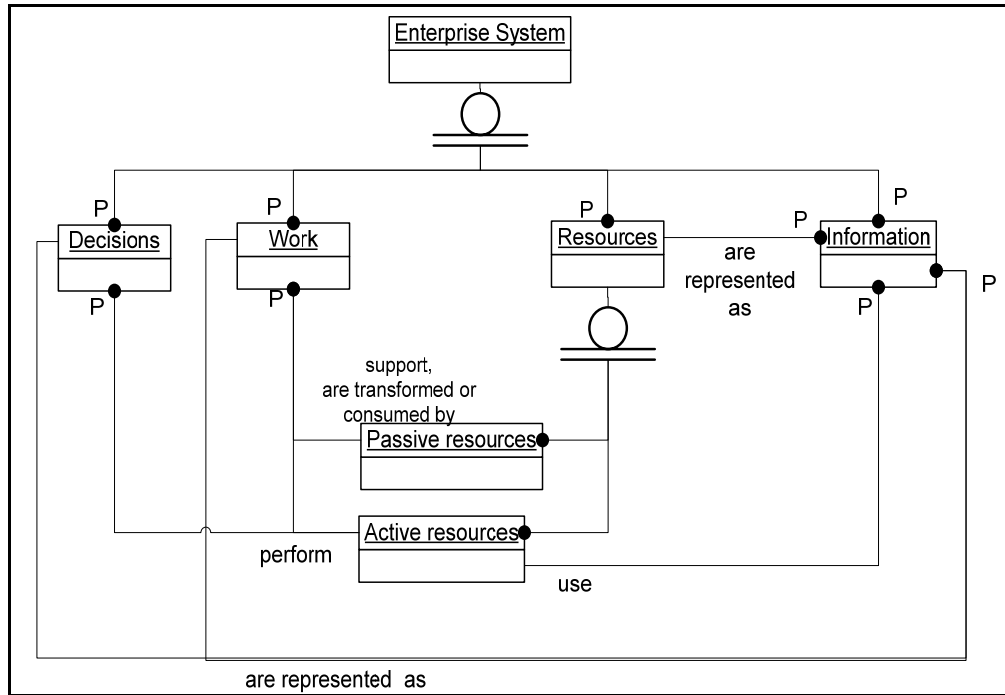 Enterprise System
P
P
P
P
Decisions
Work
Resources
P
Information
are
represented
as
P
P
P
P
support,
are transformed or
consumed by
Passive resources
Active resources
perform
use
are represented as